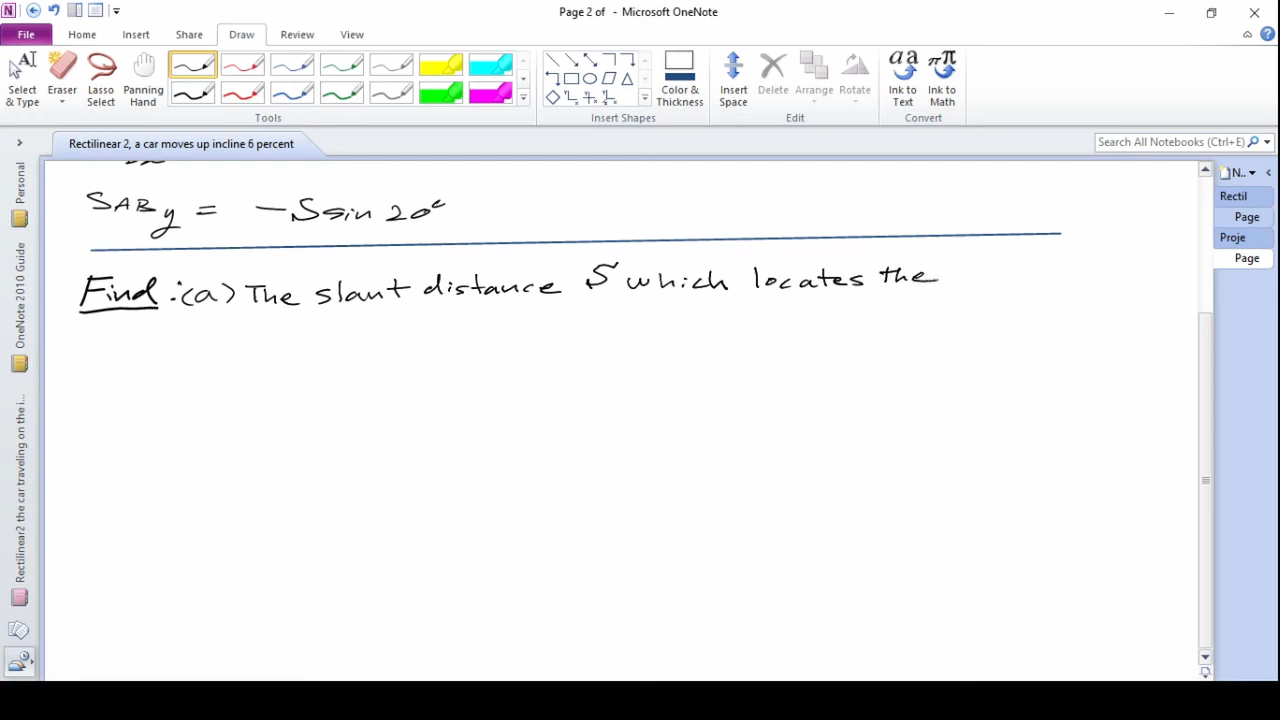 Page 2 of - Microsoft OneNote
File Home Insert Share Draw Review View
Select & Type
Eraser
Lasso Select
Panning Hand
Color & Thickness
Insert Space
Delete
Arrange
Rotate
Ink to Text
Ink to Math
Tools
Insert Shapes
Edit
Convert
Rectilinear 2, a car moves up incline 6 percent
Search All Notebooks (Ctrl+E)
N..
Personal
OneNote 2010 Guide
Rectilinear2 the car traveling on the i...
Rectil
Page
Proje
Page
SABy = -S sin 20°
Find: (a) The slant distance S which locates the